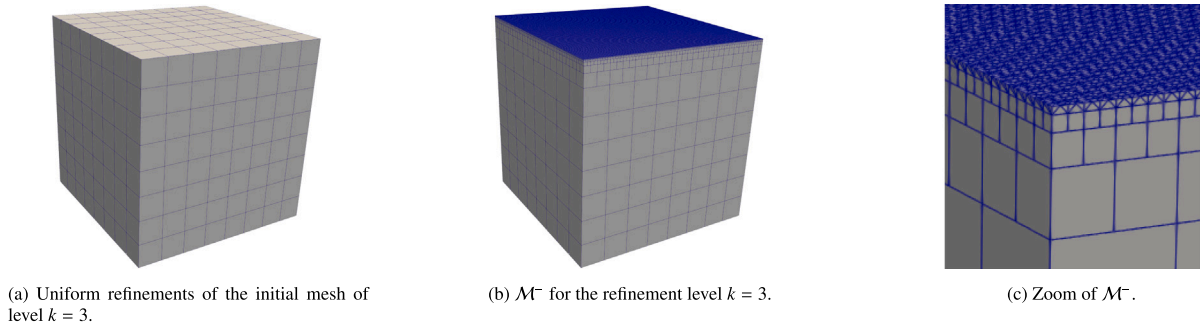 (a) Uniform refinements of the initial mesh of
level k = 3.
(b) M⁻ for the refinement level k = 3.
(c) Zoom of M⁻.